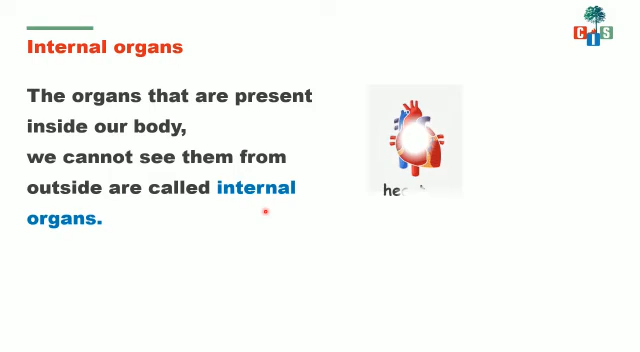 Internal organs
The organs that are present
inside our body,
we cannot see them from
outside are called internal
organs.
CIS